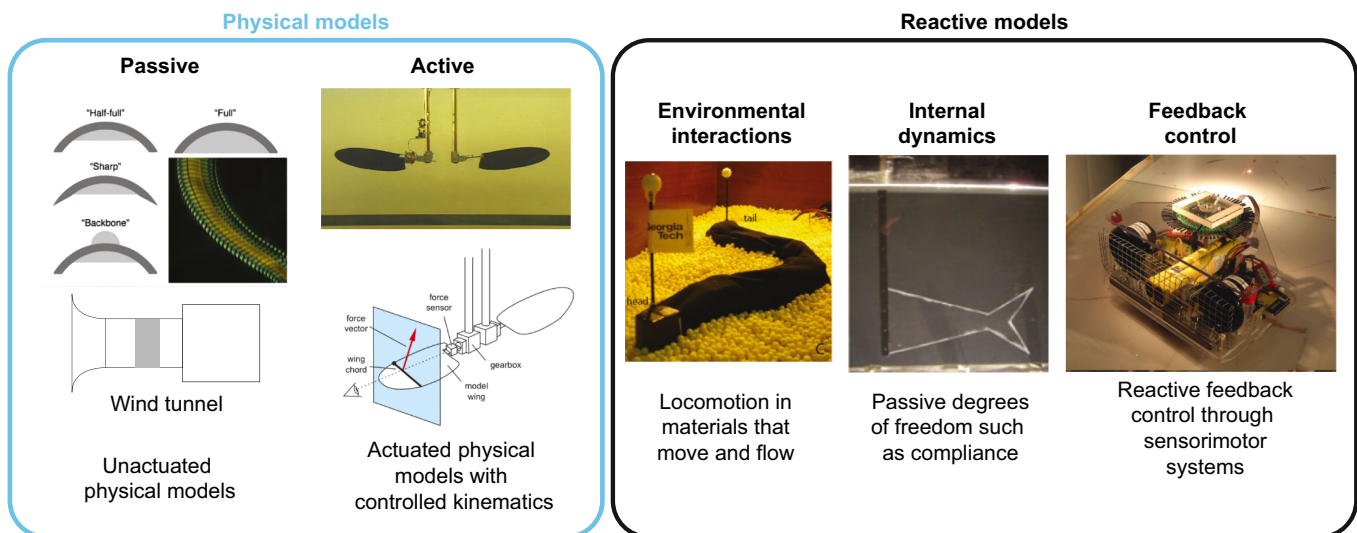 Physical models
Passive
"Half-full"
"Full"
"Sharp"
"Backbone"
Wind tunnel
Unactuated
physical models
Active
force
sensor
force
vector
wing
chord
gearbox
model
wing
Actuated physical
models with
controlled kinematics
Reactive models
Environmental
interactions
tail
Georgia
Tech
head
C
Locomotion in
materials that
move and flow
Internal
dynamics
Passive degrees
of freedom such
as compliance
Feedback
control
Reactive feedback
control through
sensorimotor
systems